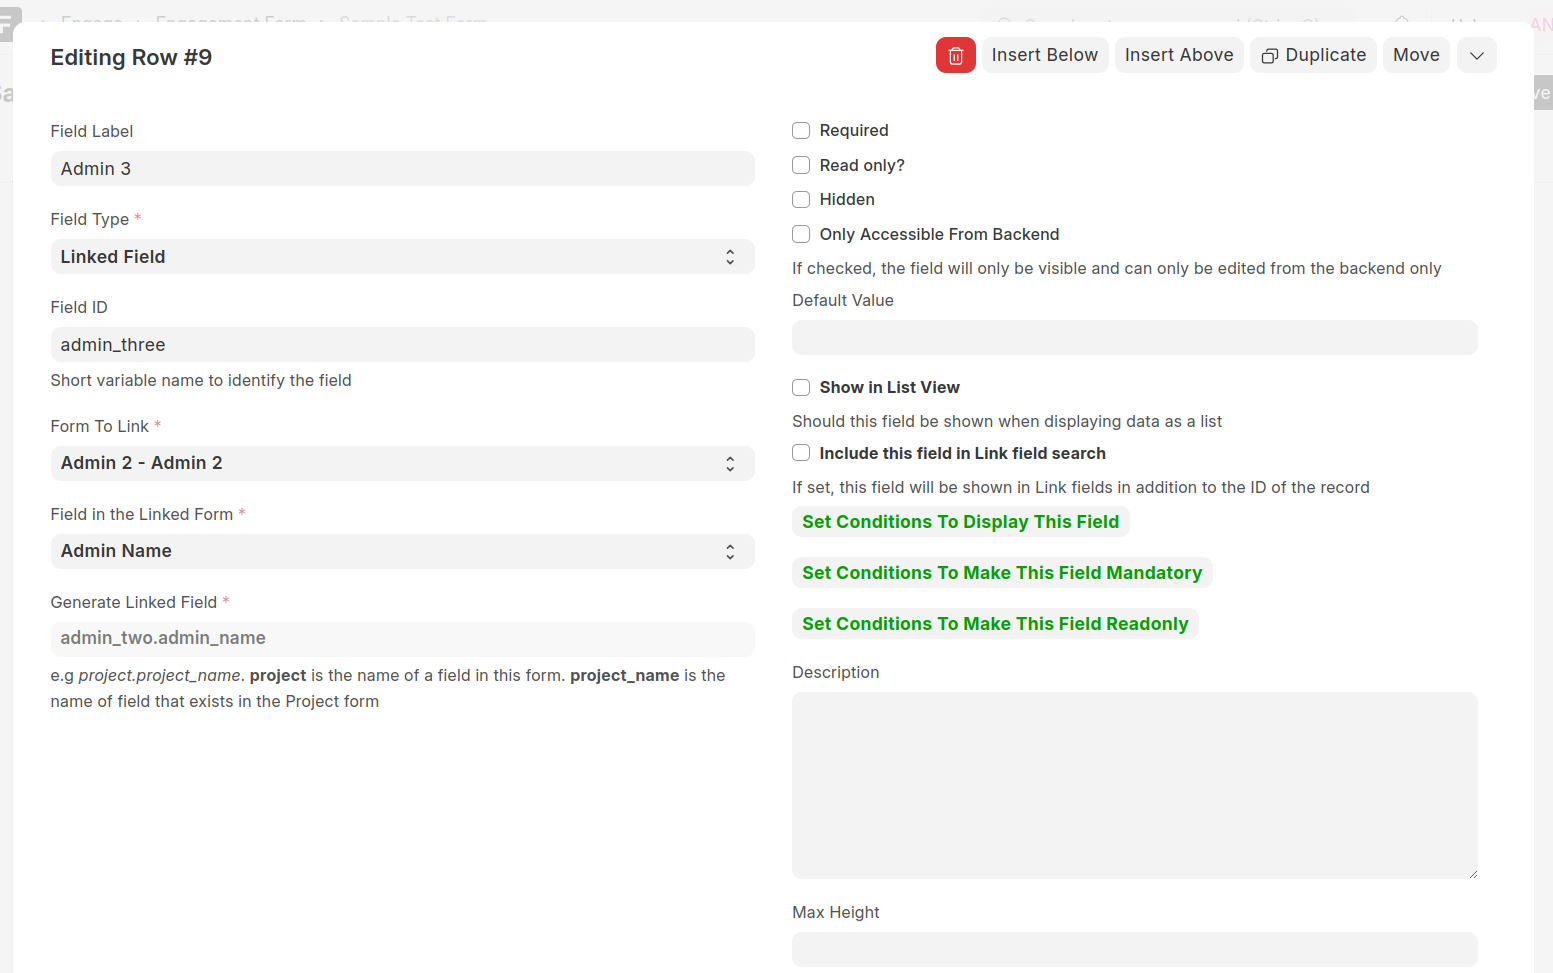 Editing Row #9
Insert Below
Insert Above
Duplicate
Move
Field Label
Admin 3
Field Type *
Linked Field
Field ID
admin_three
Short variable name to identify the field
Form To Link *
Admin 2 - Admin 2
Field in the Linked Form *
Admin Name
Generate Linked Field *
admin_two.admin_name
e.g project.project_name. project is the name of a field in this form. project_name is the
name of field that exists in the Project form
Required
Read only?
Hidden
Only Accessible From Backend
If checked, the field will only be visible and can only be edited from the backend only
Default Value
Show in List View
Should this field be shown when displaying data as a list
Include this field in Link field search
If set, this field will be shown in Link fields in addition to the ID of the record
Set Conditions To Display This Field
Set Conditions To Make This Field Mandatory
Set Conditions To Make This Field Readonly
Description
Max Height